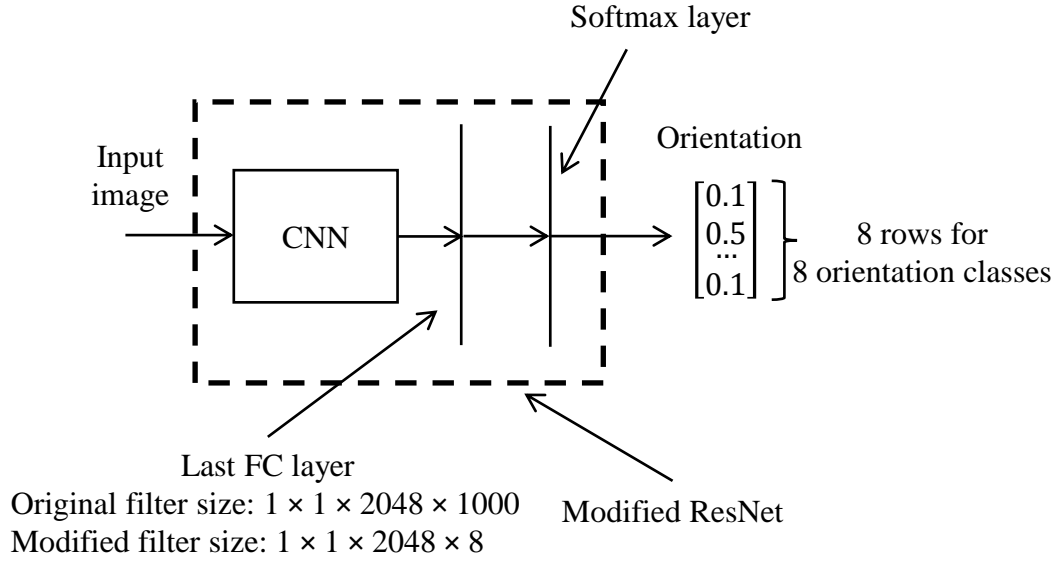 Softmax layer
Input
image
CNN
Orientation
0.1
0.5
...
0.1
8 rows for
8 orientation classes
Last FC layer
Original filter size: 1 × 1 × 2048 × 1000
Modified filter size: 1 × 1 × 2048 × 8
Modified ResNet